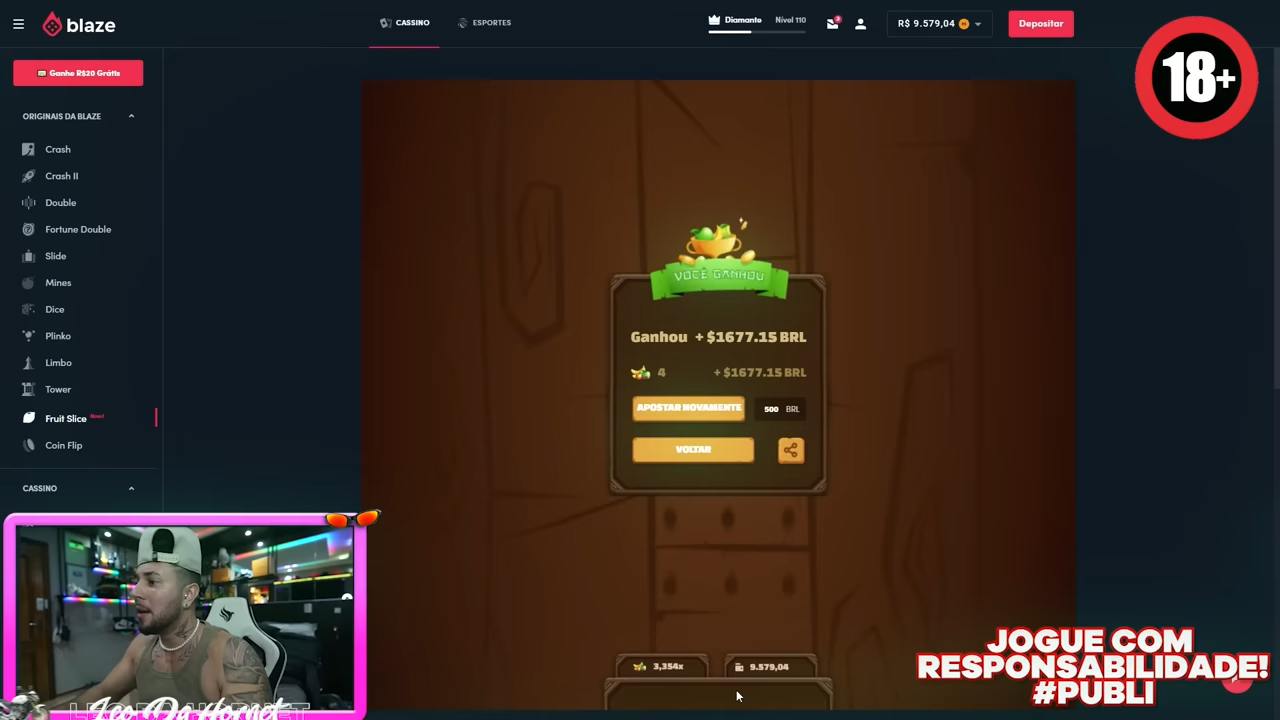 blaze
CASSINO
ESPORTES
Diamante
Nível 110
R$ 9.579,04
Depositar
18+
Ganhe R$20 Grátis
ORIGINAIS DA BLAZE
Crash
Crash II
Double
Fortune Double
Slide
Mines
Dice
Plinko
Limbo
Tower
Fruit Slice
Coin Flip
CASSINO
VOCÊ GANHOU
Ganhou + $1677.15 BRL
4 + $1677.15 BRL
APOSTAR NOVAMENTE 500 BRL
VOLTAR
3,354x 9.579,04
Leo Da Hornet
JOGUE COM
RESPONSABILIDADE!
#PUBLI